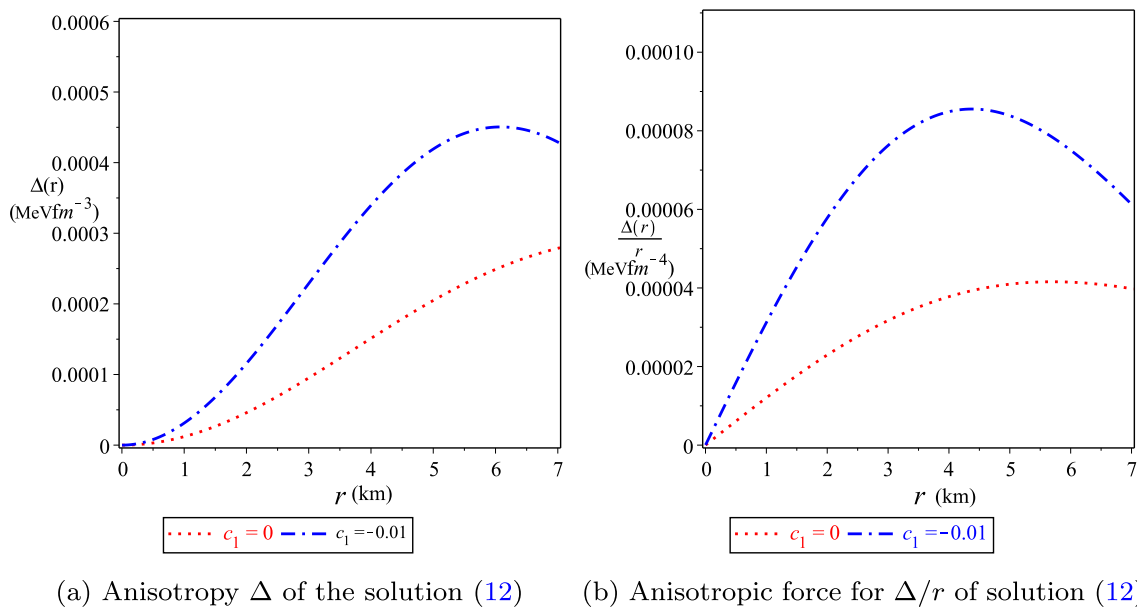 0.0006
0.0005
0.0004
Δ(r)
(MeVfm⁻³)
0.0003
0.0002
0.0001
0
0 1 2 3 4 5 6 7
r (km)
c₁ = 0 c₁ = −0.01
(a) Anisotropy Δ of the solution (12)
0.00010
0.00008
0.00006
Δ(r)
r
(MeVfm⁻⁴)
0.00004
0.00002
0
0 1 2 3 4 5 6 7
r (km)
c₁ = 0 c₁ = −0.01
(b) Anisotropic force for Δ/r of solution (12